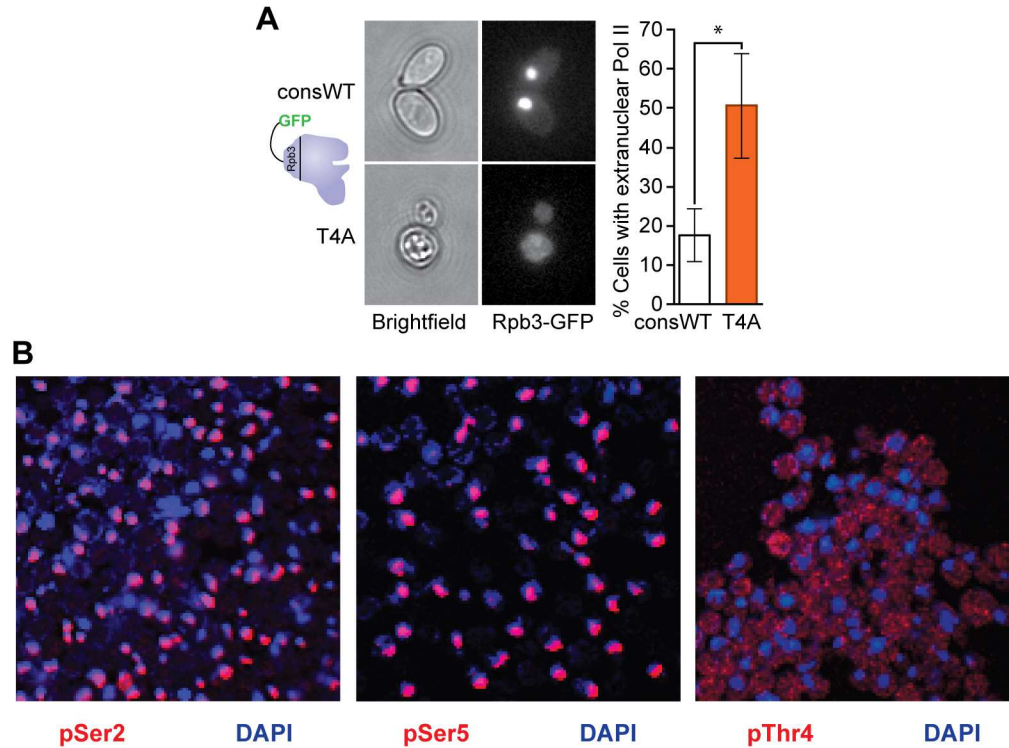 A
consWT
GFP
Rpb3
T4A
Brightfield
Rpb3-GFP
% Cells with extranuclear Pol II
70
60
50
40
30
20
10
0
*
consWT
T4A
B
pSer2
DAPI
pSer5
DAPI
pThr4
DAPI